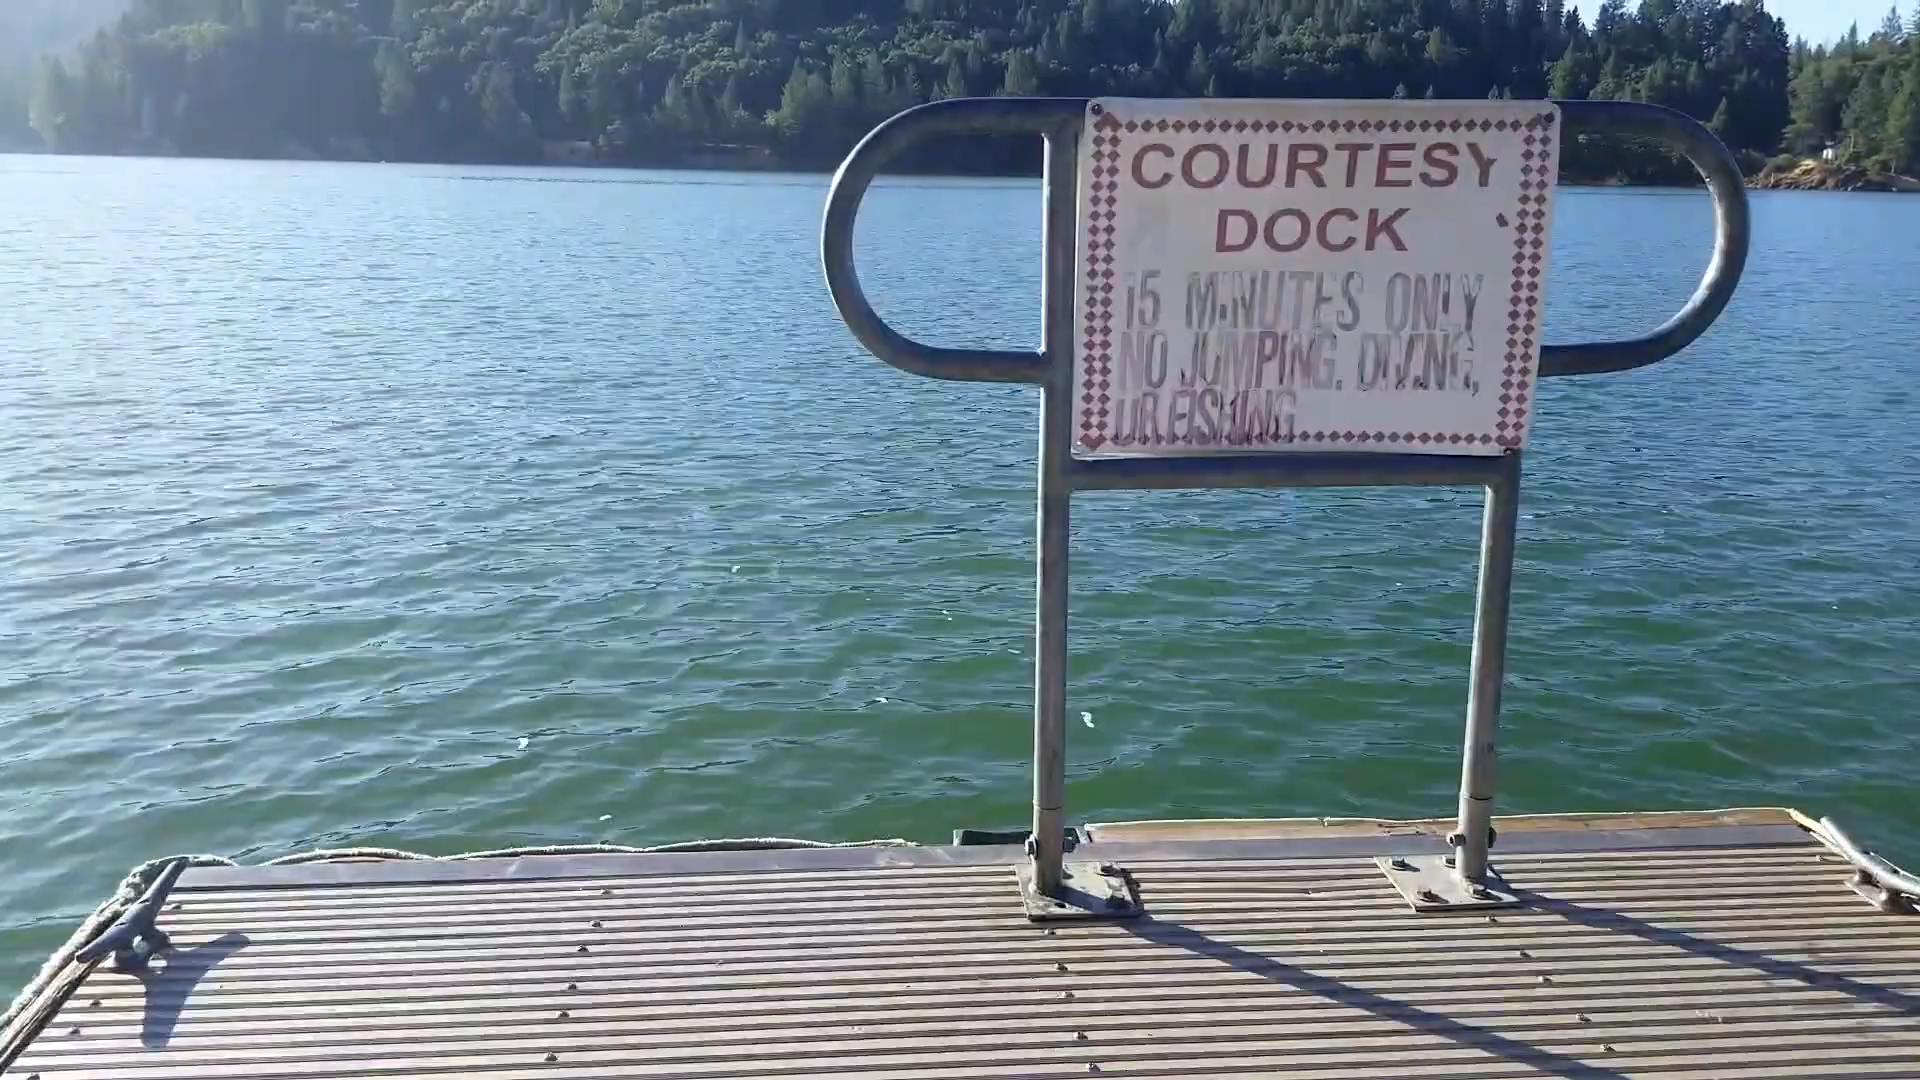 COURTESY
DOCK
15 MINUTES ONLY
NO JUMPING, DIVING,
OR FISHING